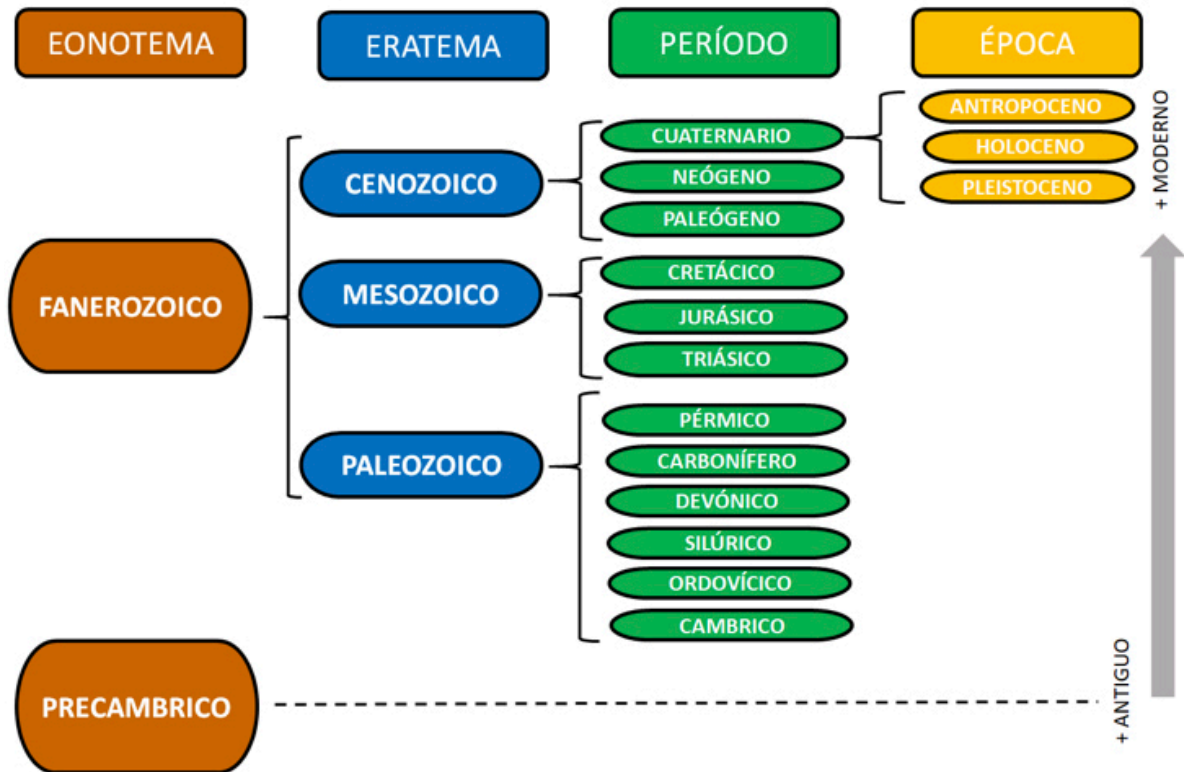 EONOTEMA
ERATEMA
PERÍODO
ÉPOCA
FANEROZOICO
CENOZOICO
CUATERNARIO
ANTROPOCENO
HOLOCENO
PLEISTOCENO
NEÓGENO
PALEÓGENO
MESOZOICO
CRETÁCICO
JURÁSICO
TRIÁSICO
PALEOZOICO
PÉRMICO
CARBONÍFERO
DEVÓNICO
SILÚRICO
ORDOVÍCICO
CAMBRICO
PRECAMBRICO
+ MODERNO
+ ANTIGUO